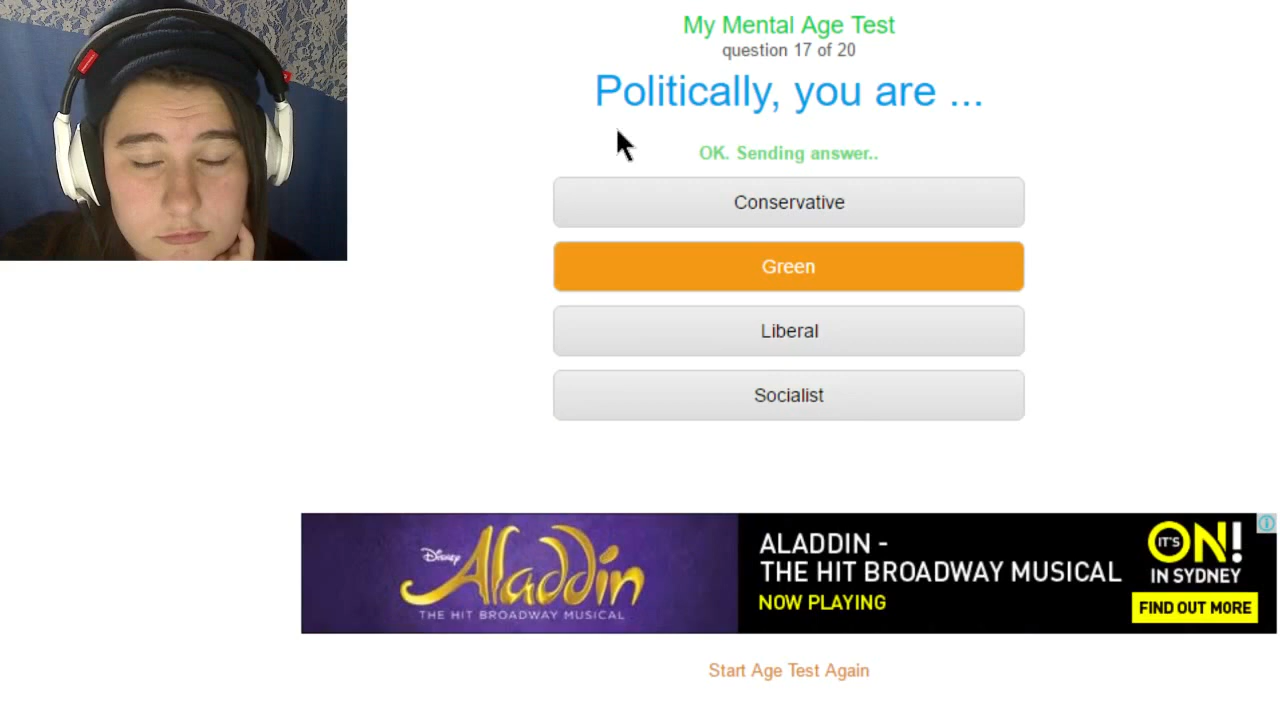 My Mental Age Test
question 17 of 20
Politically, you are ...
OK. Sending answer..
Conservative
Green
Liberal
Socialist
Disney
Aladdin
THE HIT BROADWAY MUSICAL
ALADDIN -
THE HIT BROADWAY MUSICAL
NOW PLAYING
IT'S
ON!
IN SYDNEY
FIND OUT MORE
Start Age Test Again